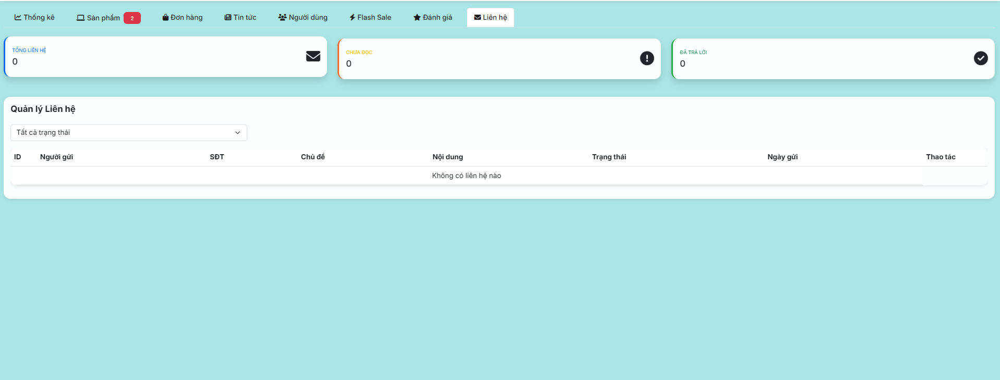 Thống kê Sản phẩm 2 Đơn hàng Tin tức Người dùng Flash Sale Đánh giá Liên hệ
TỔNG LIÊN HỆ
0
CHƯA ĐỌC
0
ĐÃ TRẢ LỜI
0
Quản lý Liên hệ
Tất cả trạng thái
ID Người gửi SĐT Chủ đề Nội dung Trạng thái Ngày gửi Thao tác
Không có liên hệ nào